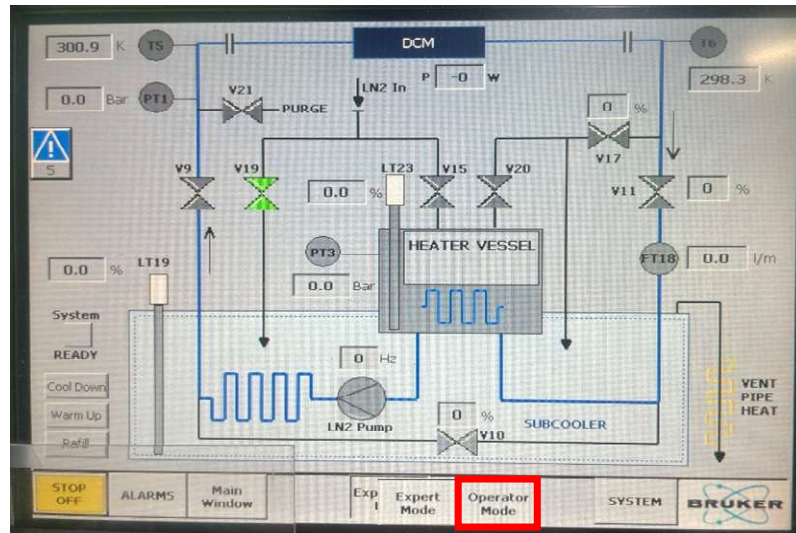 300.9 K T5
DCM
T6
298.3 K
P -0 W
LN2 In
0.0 Bar PT1
V21
PURGE
0 %
V17
5
V9
V19
LT23
V15
V20
V11
0 %
0.0 %
HEATER VESSEL
PT3
0.0 Bar
FT18
0.0 l/m
0.0 %
LT19
System
READY
0 Hz
Cool Down
Warm Up
Refill
LN2 Pump
0 %
V10
SUBCOOLER
VENT
PIPE
HEAT
STOP
OFF
ALARMS
Main
Window
Exp
Expert
Mode
Operator
Mode
SYSTEM
BRUKER